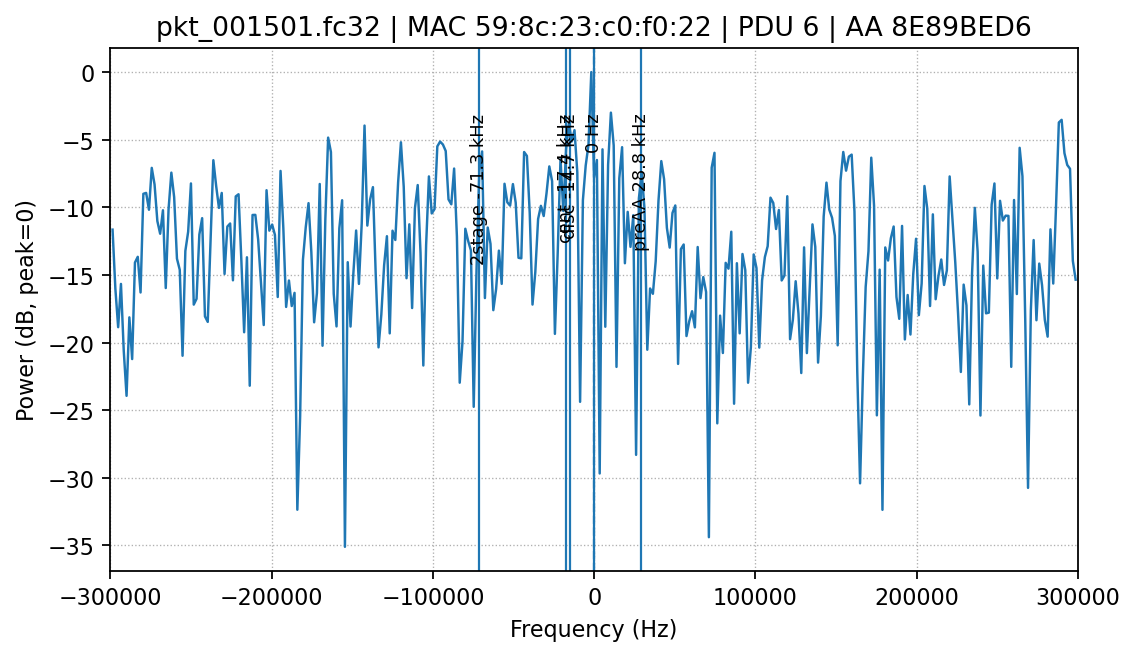 pkt_001501.fc32 | MAC 59:8c:23:c0:f0:22 | PDU 6 | AA 8E89BED6
Power (dB, peak=0)
0
−5
−10
−15
−20
−25
−30
−35
2stage -71.3 kHz
0 Hz
preAA 28.8 kHz
−300000
−200000
−100000
0
100000
200000
300000
Frequency (Hz)